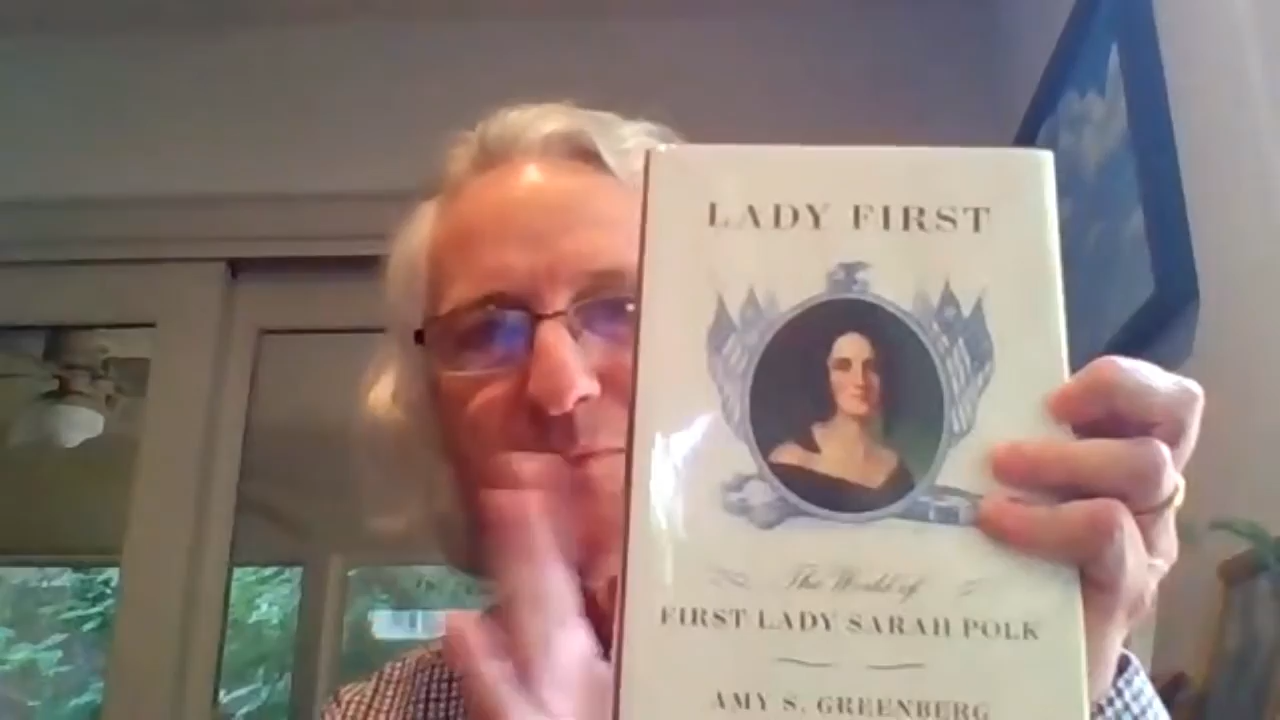 LADY FIRST
The World of
FIRST LADY SARAH POLK
AMY S. GREENBERG